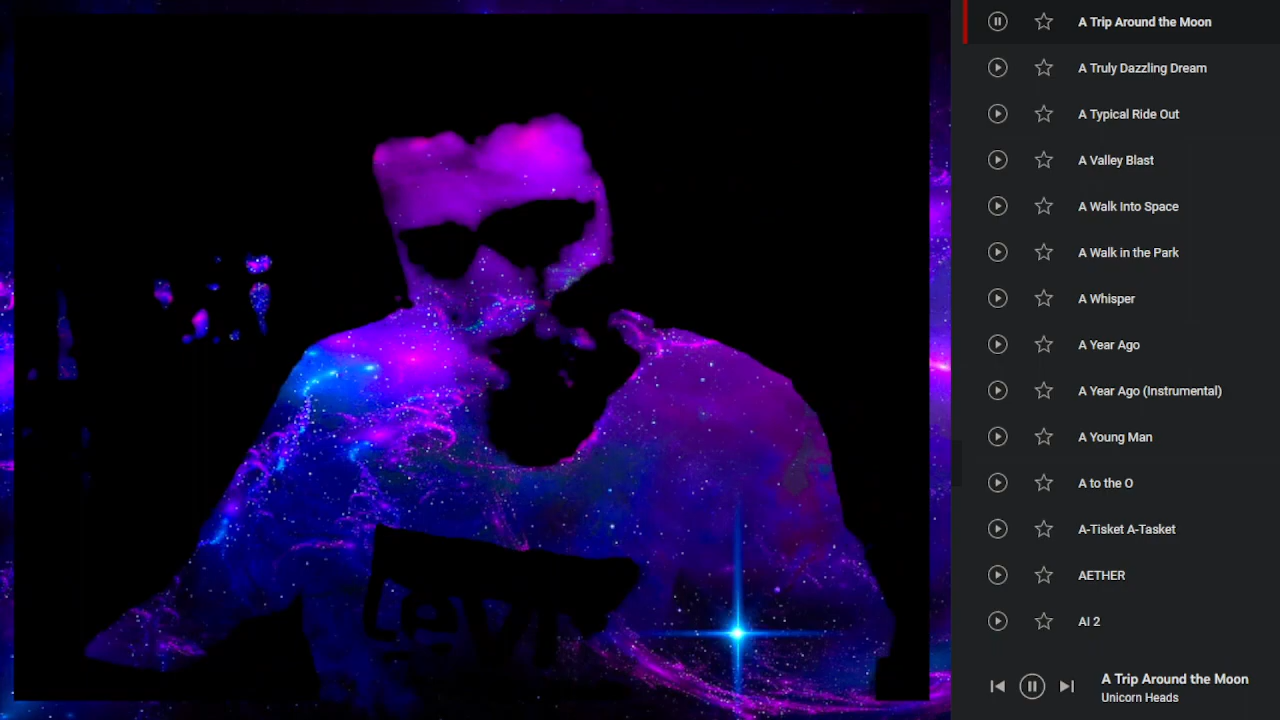 A Trip Around the Moon
A Truly Dazzling Dream
A Typical Ride Out
A Valley Blast
A Walk Into Space
A Walk in the Park
A Whisper
A Year Ago
A Year Ago (Instrumental)
A Young Man
A to the O
A-Tisket A-Tasket
AETHER
AI 2
A Trip Around the Moon
Unicorn Heads
Levi's